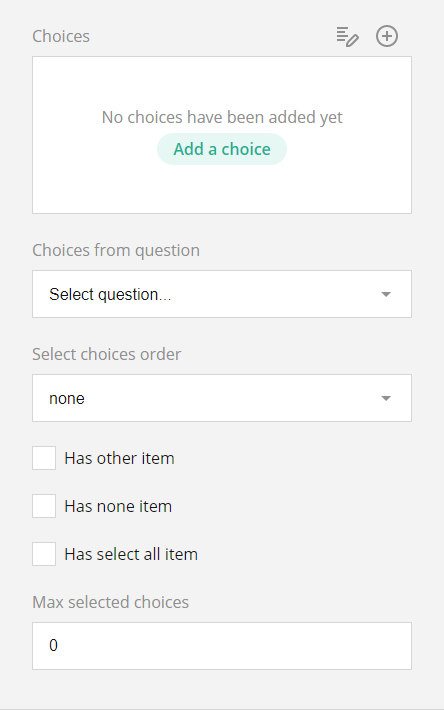 Choices
No choices have been added yet
Add a choice
Choices from question
Select question...
Select choices order
none
Has other item
Has none item
Has select all item
Max selected choices
0